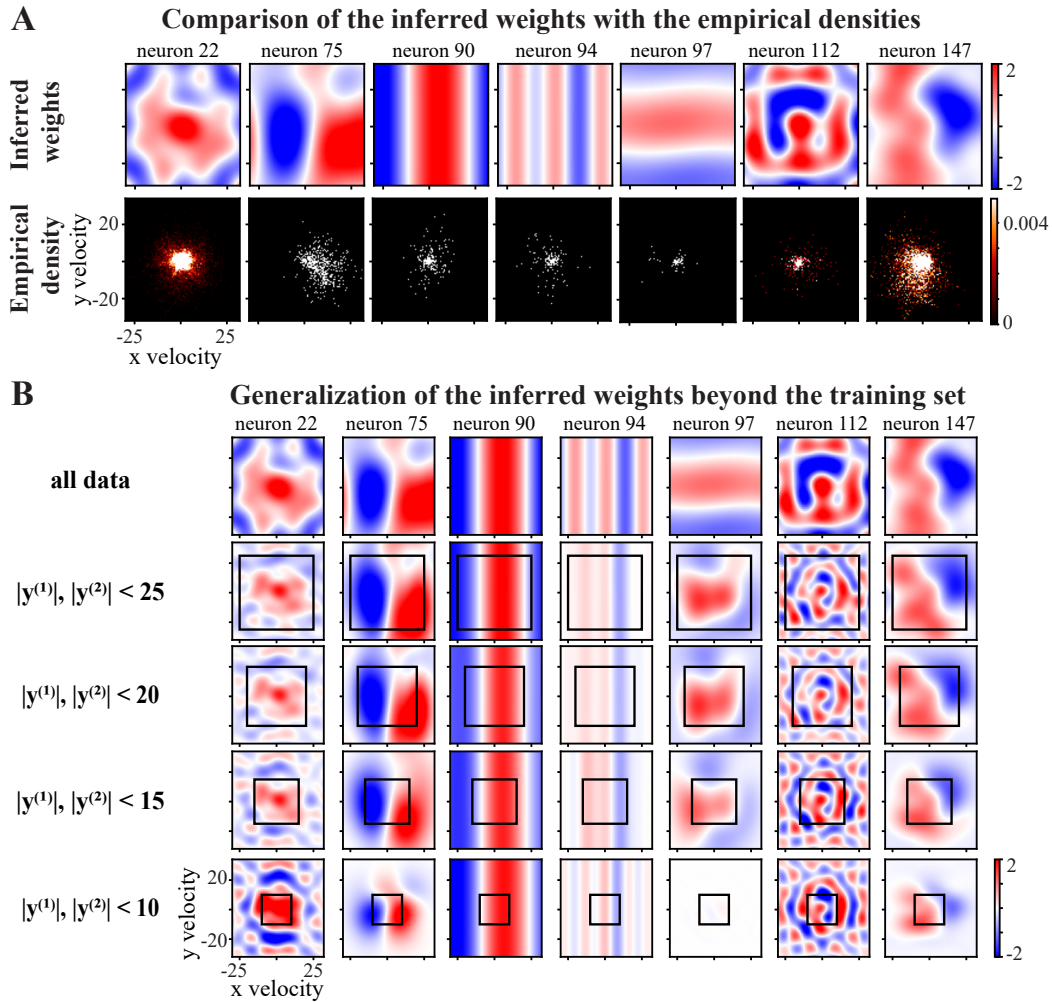 A Comparison of the inferred weights with the empirical densities
neuron 22 neuron 75 neuron 90 neuron 94 neuron 97 neuron 112 neuron 147
Inferred
weights
2
0
-2
Empirical
density
y velocity
20
-20
0.004
0
-25 25
x velocity
B Generalization of the inferred weights beyond the training set
neuron 22 neuron 75 neuron 90 neuron 94 neuron 97 neuron 112 neuron 147
all data
|y⁽¹⁾|, |y⁽²⁾| < 25
|y⁽¹⁾|, |y⁽²⁾| < 20
|y⁽¹⁾|, |y⁽²⁾| < 15
|y⁽¹⁾|, |y⁽²⁾| < 10
y velocity
20
-20
2
0
-2
-25 25
x velocity